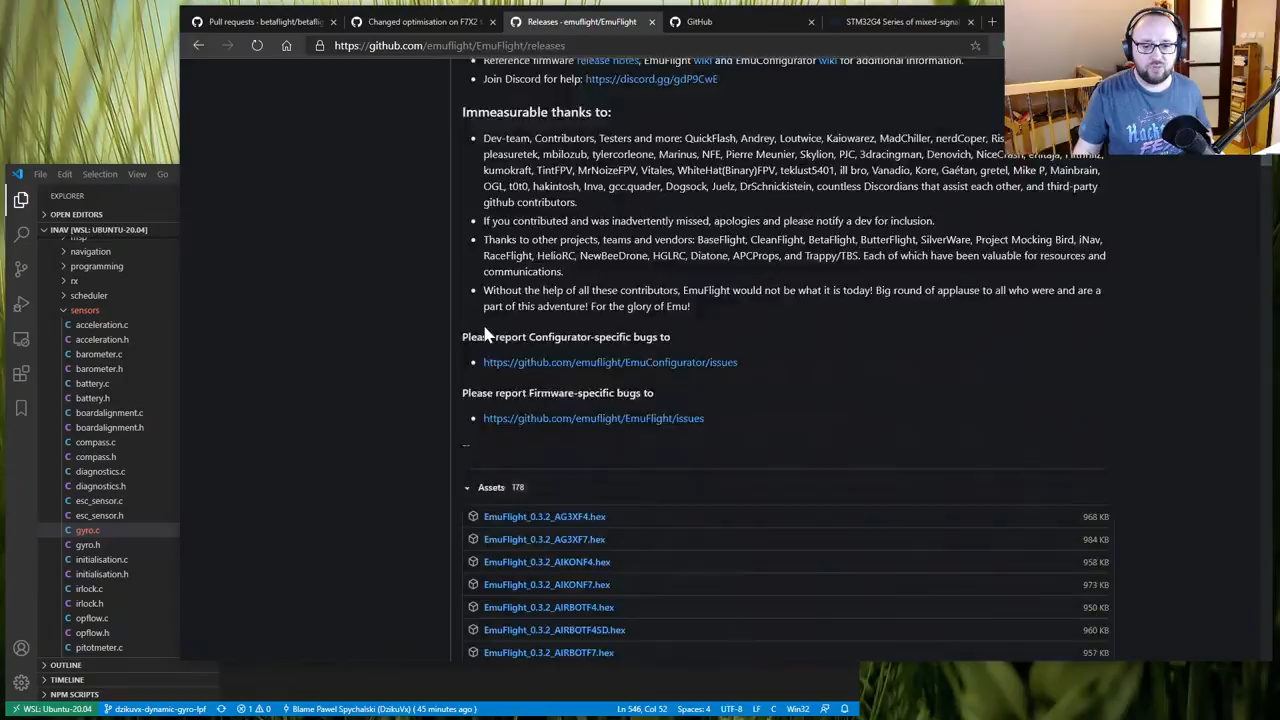 Pull requests - betaflight/betaflig
Changed optimisation on F7X2
Releases - emuflight/EmuFlight
GitHub
STM32G4 Series of mixed-signal
https://github.com/emuflight/EmuFlight/releases
Reference firmware release notes, EmuFlight wiki and EmuConfigurator wiki for additional information.
Join Discord for help: https://discord.gg/gdP9CwE
Immeasurable thanks to:
Dev-team, Contributors, Testers and more: QuickFlash, Andrey, Loutwice, Kaiowarez, MadChiller, nerdCoper, Ris
pleasuretek, mbilozub, tylercorleone, Marinus, NFE, Pierre Meunier, Skylion, PJC, 3dracingman, Denovich, NiceCrash,
kumokraft, TintFPV, MrNoizeFPV, Vitales, WhiteHat(Binary)FPV, teklust5401, ill bro, Vanadio, Kore, Gaétan, gretel, Mike P, Mainbran,
OGL, t0t0, hakintosh, Inva, gcc.quader, Dogsock, Juelz, DrSchnickistein, countless Discordians that assist each other, and third-party
github contributors.
If you contributed and was inadvertently missed, apologies and please notify a dev for inclusion.
Thanks to other projects, teams and vendors: BaseFlight, CleanFlight, BetaFlight, ButterFlight, SilverWare, Project Mocking Bird, iNav,
RaceFlight, HelioRC, NewBeeDrone, HGLRC, Diatone, APCProps, and Trappy/TBS. Each of which have been valuable for resources and
communications.
Without the help of all these contributors, EmuFlight would not be what it is today! Big round of applause to all who were and are a
part of this adventure! For the glory of Emu!
Please report Configurator-specific bugs to
https://github.com/emuflight/EmuConfigurator/issues
Please report Firmware-specific bugs to
https://github.com/emuflight/EmuFlight/issues
--
Assets 178
EmuFlight_0.3.2_AG3XF4.hex 968 KB
EmuFlight_0.3.2_AG3XF7.hex 984 KB
EmuFlight_0.3.2_AIKONF4.hex 958 KB
EmuFlight_0.3.2_AIKONF7.hex 973 KB
EmuFlight_0.3.2_AIRBOTF4.hex 950 KB
EmuFlight_0.3.2_AIRBOTF4SD.hex 960 KB
EmuFlight_0.3.2_AIRBOTF7.hex 957 KB
File Edit Selection View Go
EXPLORER
OPEN EDITORS
INAV [WSL: UBUNTU-20.04]
msp
navigation
programming
rx
scheduler
sensors
acceleration.c
acceleration.h
barometer.c
barometer.h
battery.c
battery.h
boardalignment.c
boardalignment.h
compass.c
compass.h
diagnostics.c
diagnostics.h
esc_sensor.c
esc_sensor.h
gyro.c
gyro.h
initialisation.c
initialisation.h
irlock.c
irlock.h
opflow.c
opflow.h
pitotmeter.c
OUTLINE
TIMELINE
NPM SCRIPTS
WSL: Ubuntu-20.04 dzikuvx-dynamic-gyro-lpf 1 0 Blame Paweł Spychalski (DzikuVx) ( 45 minutes ago ) Ln 546, Col 52 Spaces: 4 UTF-8 LF C Win32